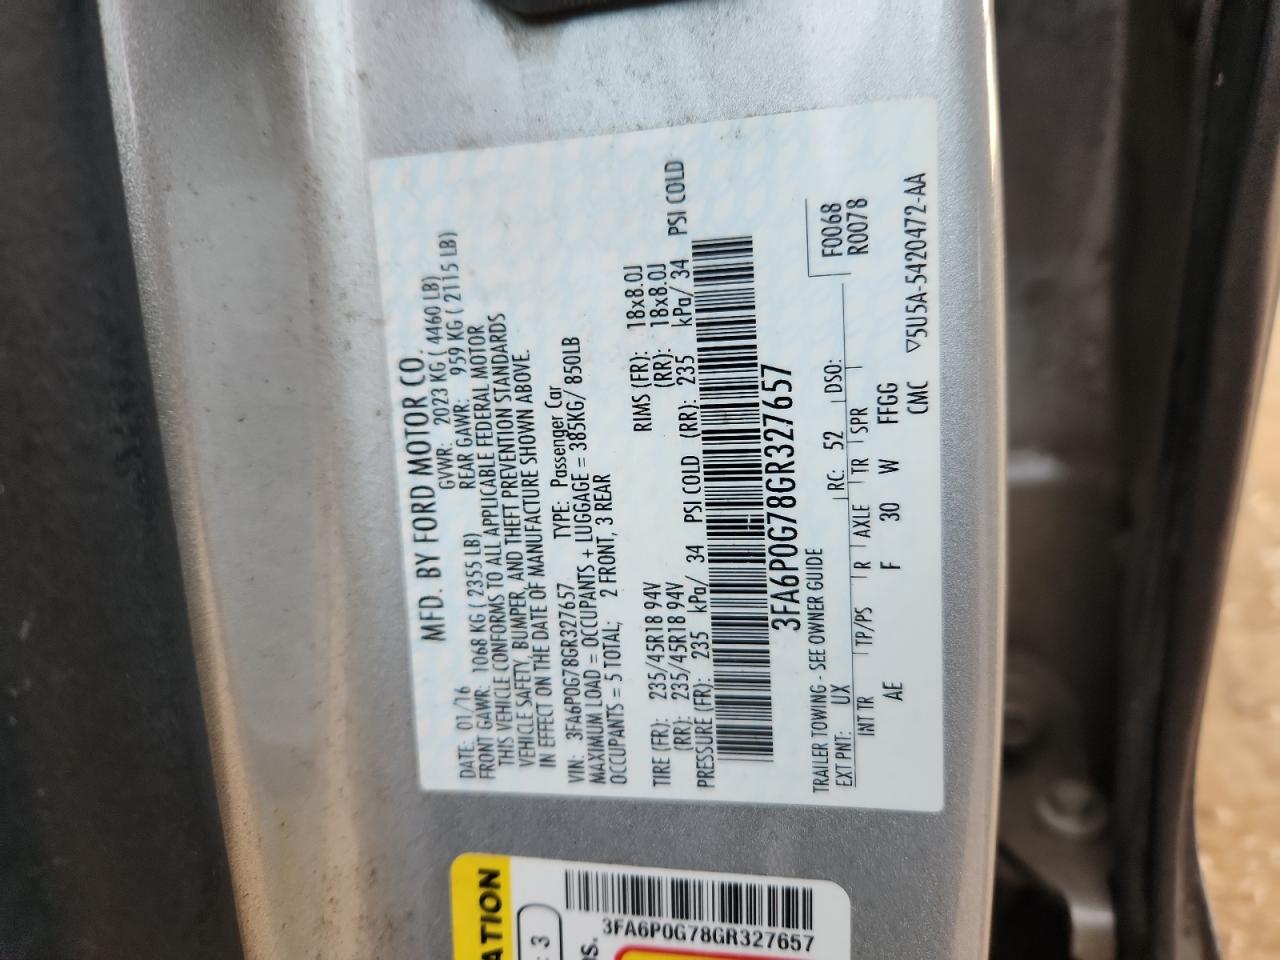 MFD. BY FORD MOTOR CO.
DATE: 01/16 GVWR: 2023 KG ( 4460 LB)
FRONT GAWR: 1068 KG ( 2355 LB) REAR GAWR: 959 KG ( 2115 LB)
THIS VEHICLE CONFORMS TO ALL APPLICABLE FEDERAL MOTOR
VEHICLE SAFETY, BUMPER, AND THEFT PREVENTION STANDARDS
IN EFFECT ON THE DATE OF MANUFACTURE SHOWN ABOVE.
VIN: 3FA6P0G78GR327657 TYPE: Passenger Car
MAXIMUM LOAD = OCCUPANTS + LUGGAGE = 385KG/ 850LB
OCCUPANTS = 5 TOTAL; 2 FRONT, 3 REAR
TIRE (FR): 235/45R18 94V RIMS (FR): 18x8.0J
(RR): 235/45R18 94V (RR): 18x8.0J
PRESSURE (FR): 235 kPa/ 34 PSI COLD (RR): 235 kPa/ 34 PSI COLD
3FA6P0G78GR327657
TRAILER TOWING - SEE OWNER GUIDE
F0068
EXT PNT: UX RC: 52 DSO: R0078
INT TR TP/PS R AXLE TR SPR
AE F 30 W FFGG
CMC ▽5U5A-5420472-AA
ATION
: 3
3FA6P0G78GR327657